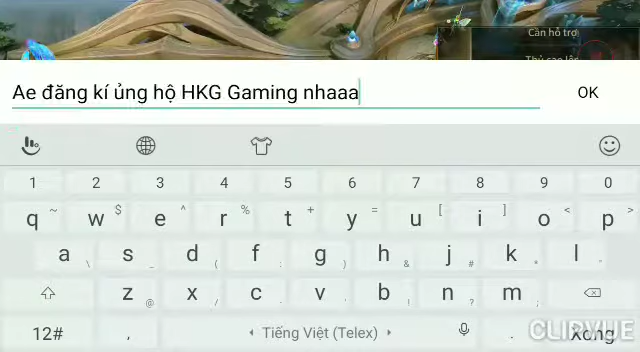 Cần hỗ trợ
Ae đăng kí ủng hộ HKG Gaming nhaaa
OK
1 2 3 4 5 6 7 8 9 0
q ~ w $ e ^ r % t + y = u [ i ] o < p >
a \ s _ d ( f : g ) h & j # k * l "
z @ x / c - v . b ! n ? m ;
12# , Tiếng Việt (Telex) . Xong
CLIPVUE